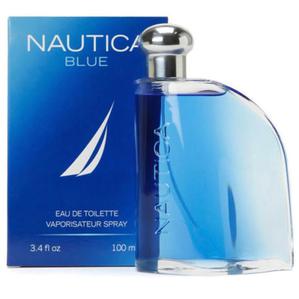 NAUTICA
BLUE
EAU DE TOILETTE
VAPORISATEUR SPRAY
3.4 fl oz 100 m
NAUTICA